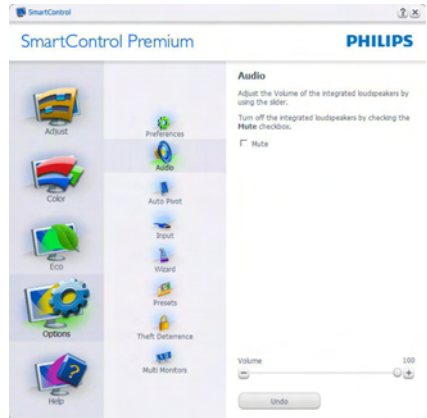 SmartControl
SmartControl Premium
PHILIPS
Adjust
Color
Eco
Options
Help
Preferences
Audio
Auto Pivot
Input
Wizard
Presets
Theft Deterrence
Multi Monitors
Audio
Adjust the Volume of the integrated loudspeakers by
using the slider.
Turn off the integrated loudspeakers by checking the
Mute checkbox.
Mute
Volume 100
Undo